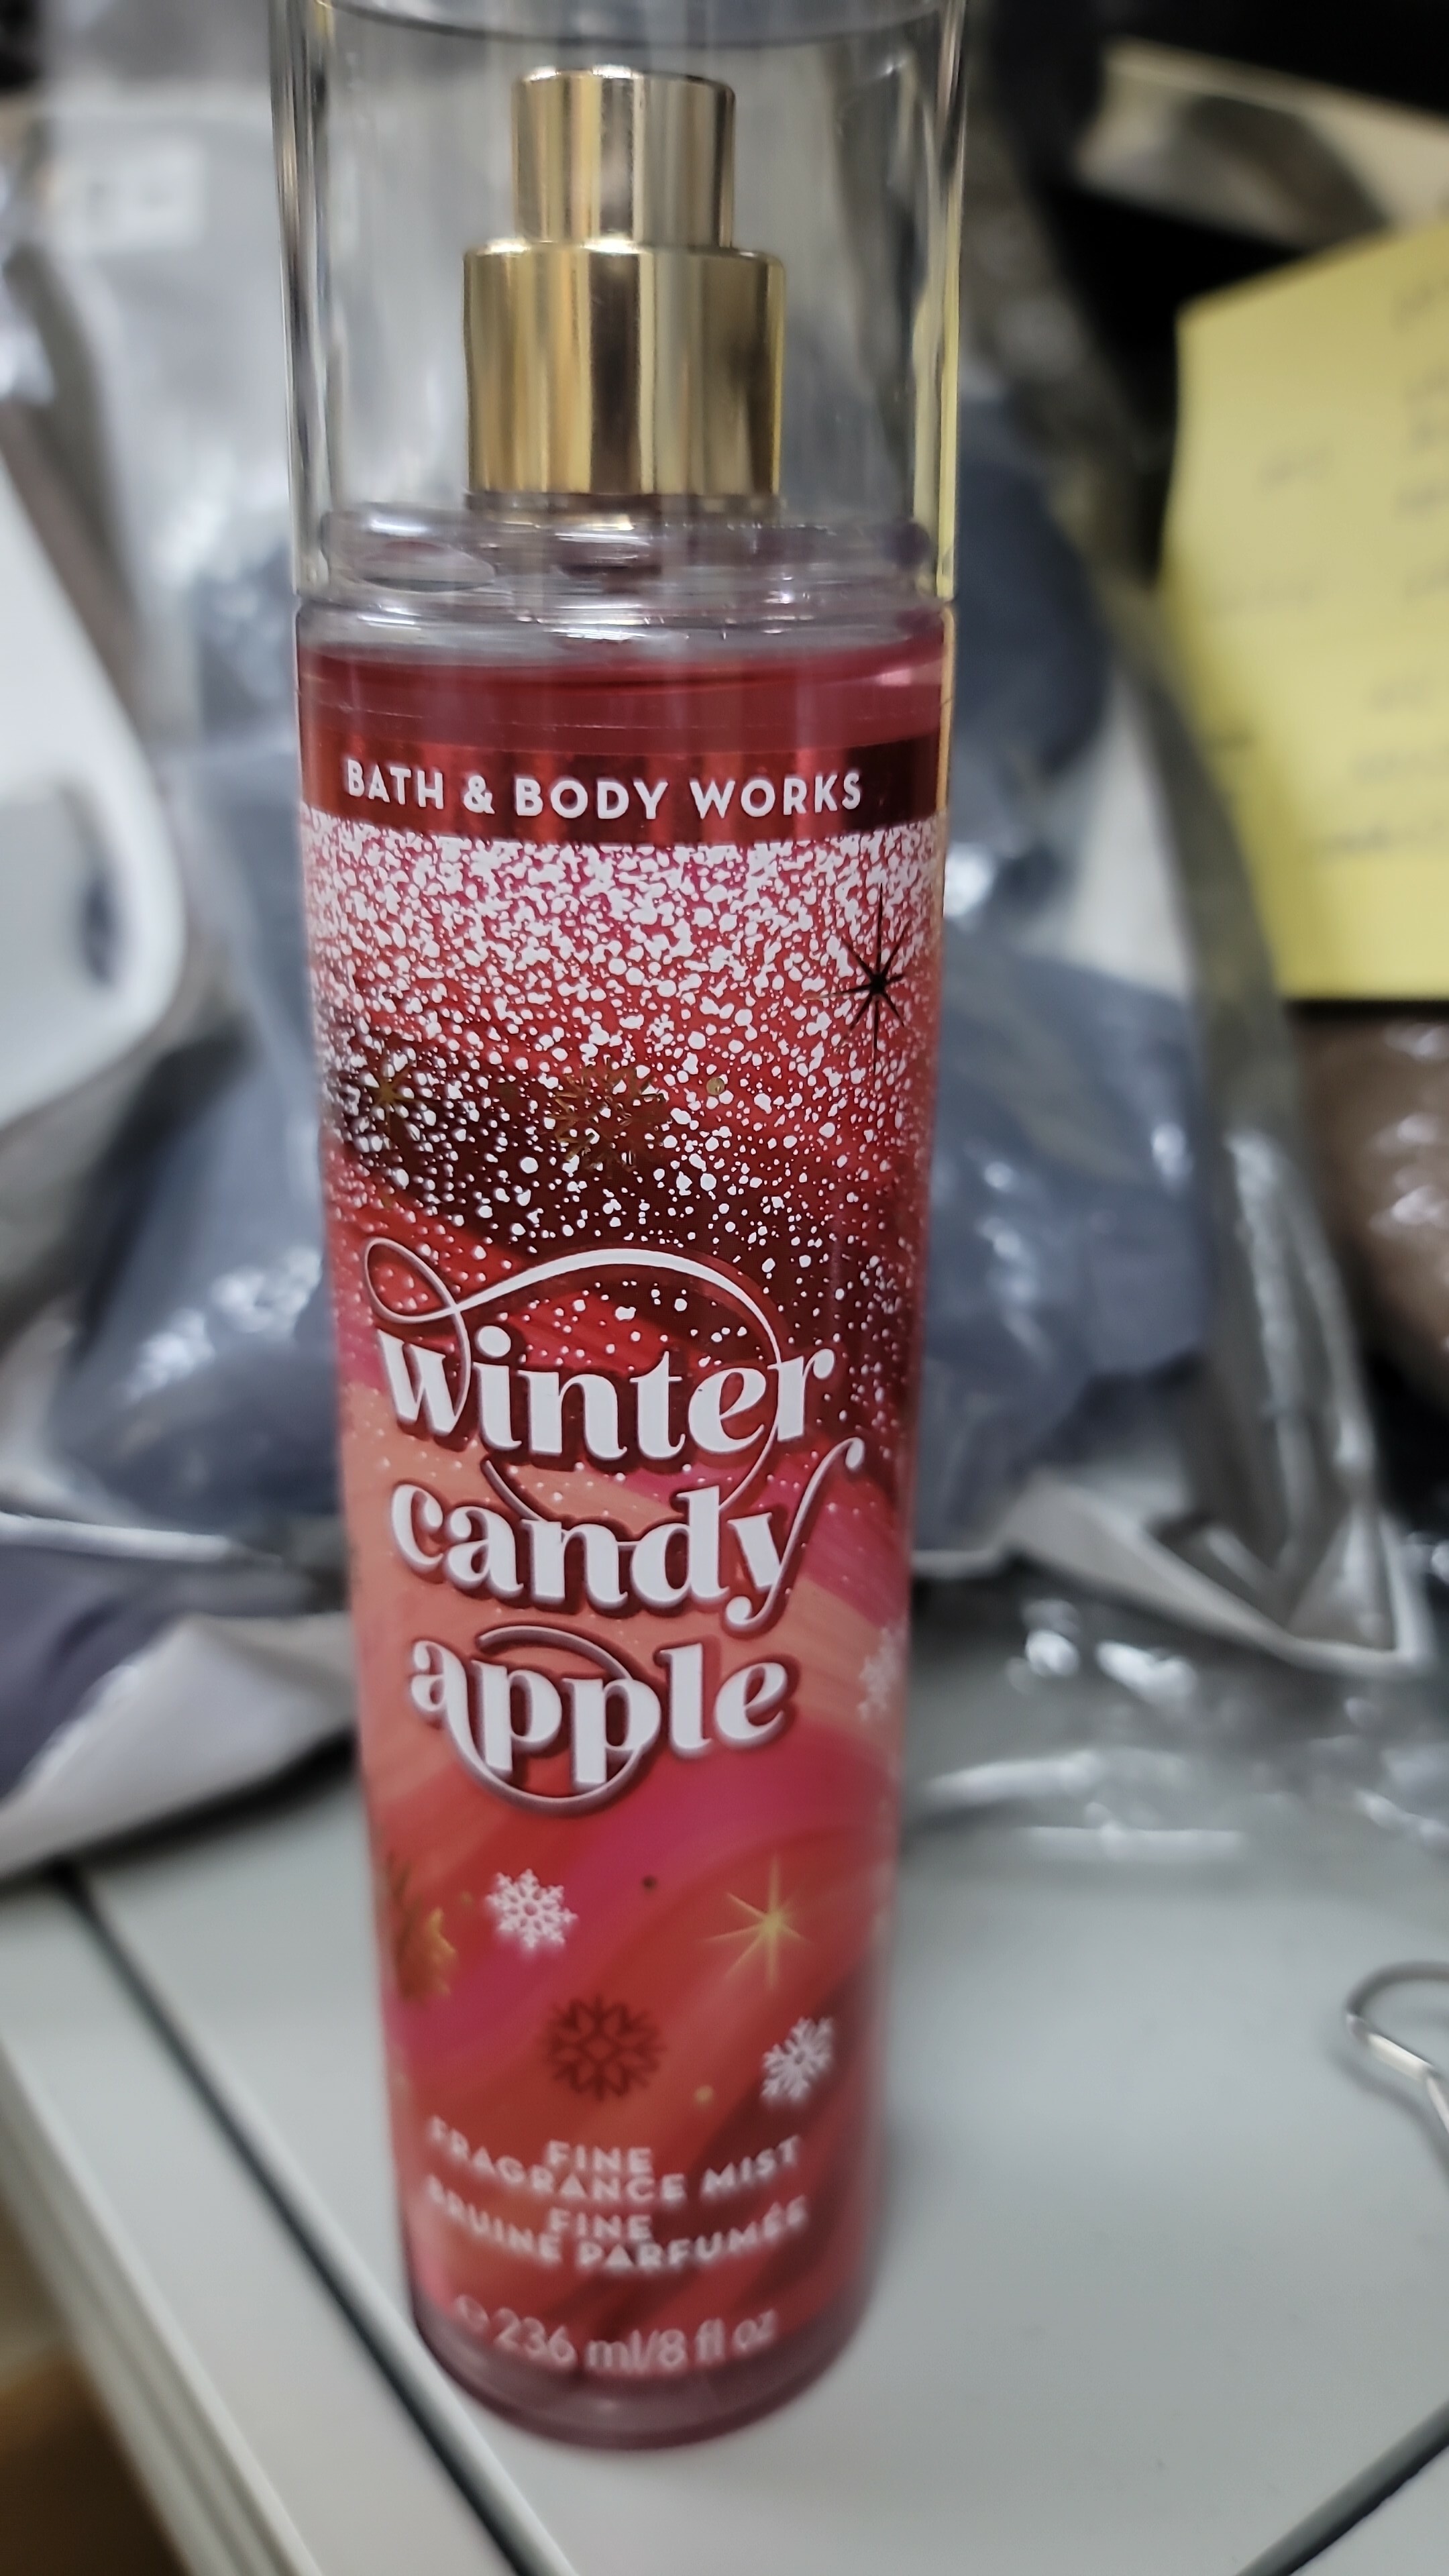 BATH & BODY WORKS
winter
candy
apple
FINE
FRAGRANCE MIST
FINE
BRUINE PARFUMÉE
℮ 236 ml/8 fl oz